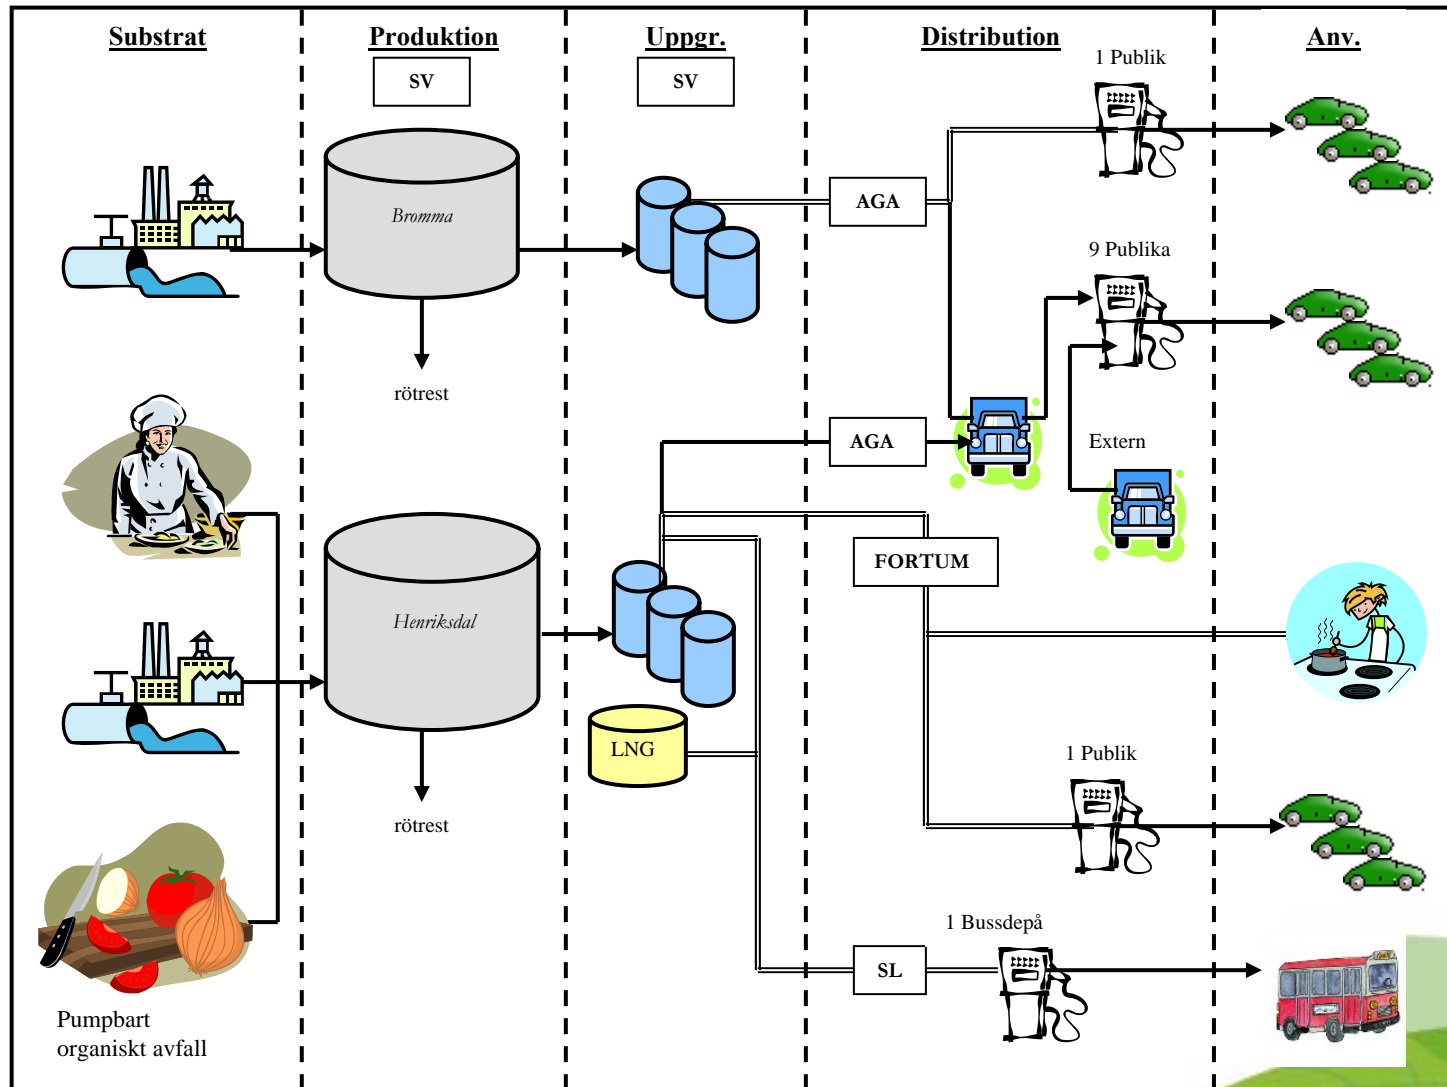 Substrat
Produktion
Uppgr.
Distribution
Anv.
SV
SV
1 Publik
Bromma
AGA
9 Publika
rötrest
AGA
Extern
FORTUM
Henriksdal
LNG
1 Publik
rötrest
1 Bussdepå
SL
Pumpbart
organiskt avfall